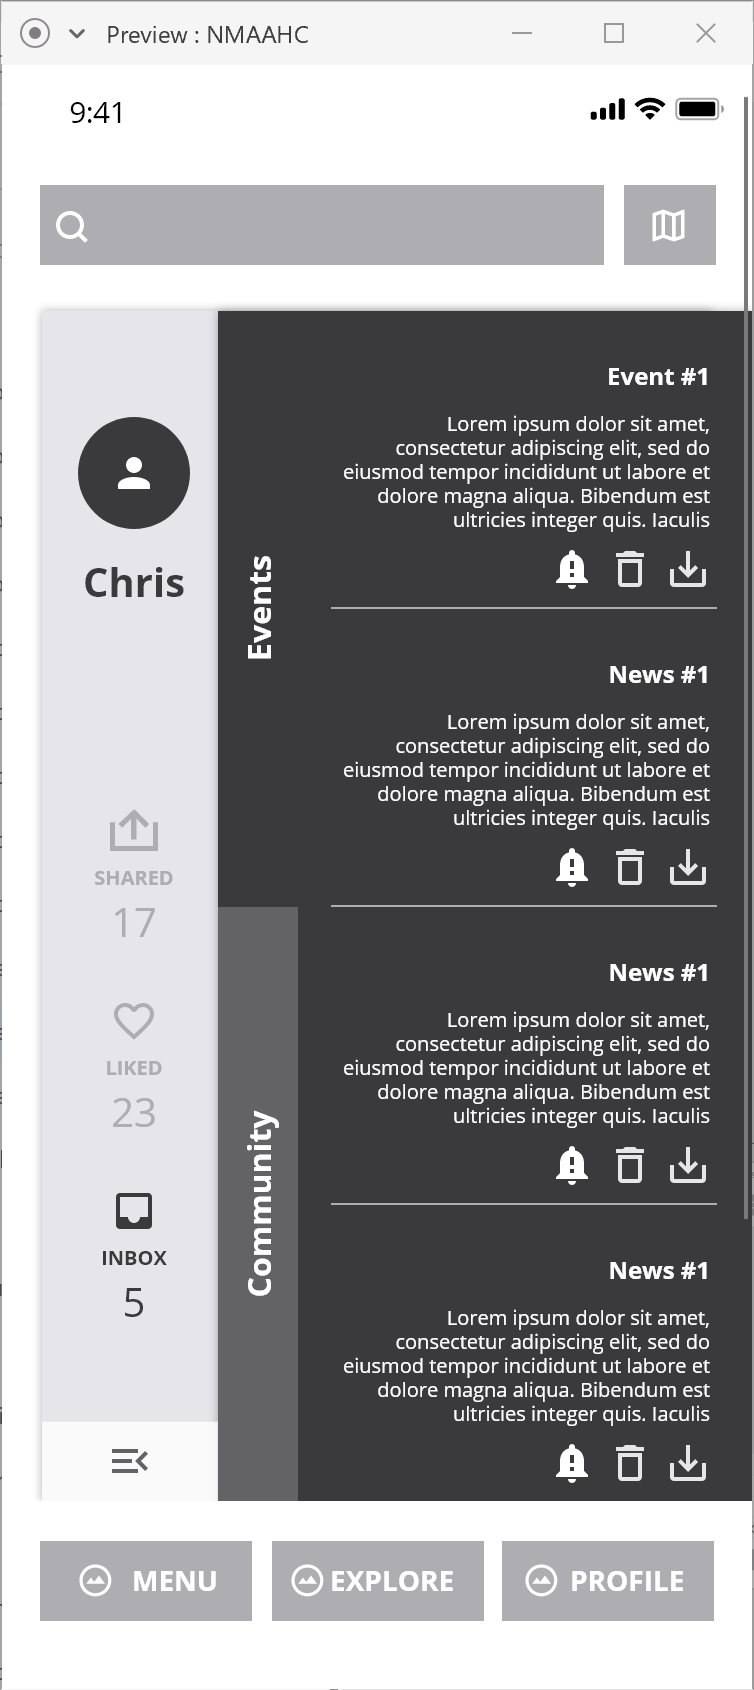 Preview : NMAAHC
9:41
Chris
SHARED
17
LIKED
23
INBOX
5
Events
Community
Event #1
Lorem ipsum dolor sit amet,
consectetur adipiscing elit, sed do
eiusmod tempor incididunt ut labore et
dolore magna aliqua. Bibendum est
ultricies integer quis. Iaculis
News #1
Lorem ipsum dolor sit amet,
consectetur adipiscing elit, sed do
eiusmod tempor incididunt ut labore et
dolore magna aliqua. Bibendum est
ultricies integer quis. Iaculis
News #1
Lorem ipsum dolor sit amet,
consectetur adipiscing elit, sed do
eiusmod tempor incididunt ut labore et
dolore magna aliqua. Bibendum est
ultricies integer quis. Iaculis
News #1
Lorem ipsum dolor sit amet,
consectetur adipiscing elit, sed do
eiusmod tempor incididunt ut labore et
dolore magna aliqua. Bibendum est
ultricies integer quis. Iaculis
MENU
EXPLORE
PROFILE